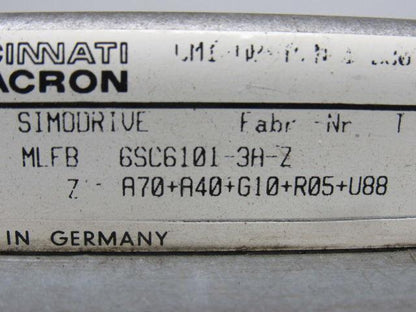 CINNATI
ACRON
SIMODRIVE Fabr -Nr T
MLFB 6SC6101-3A-Z
Z A70+A40+G10+R05+U88
IN GERMANY